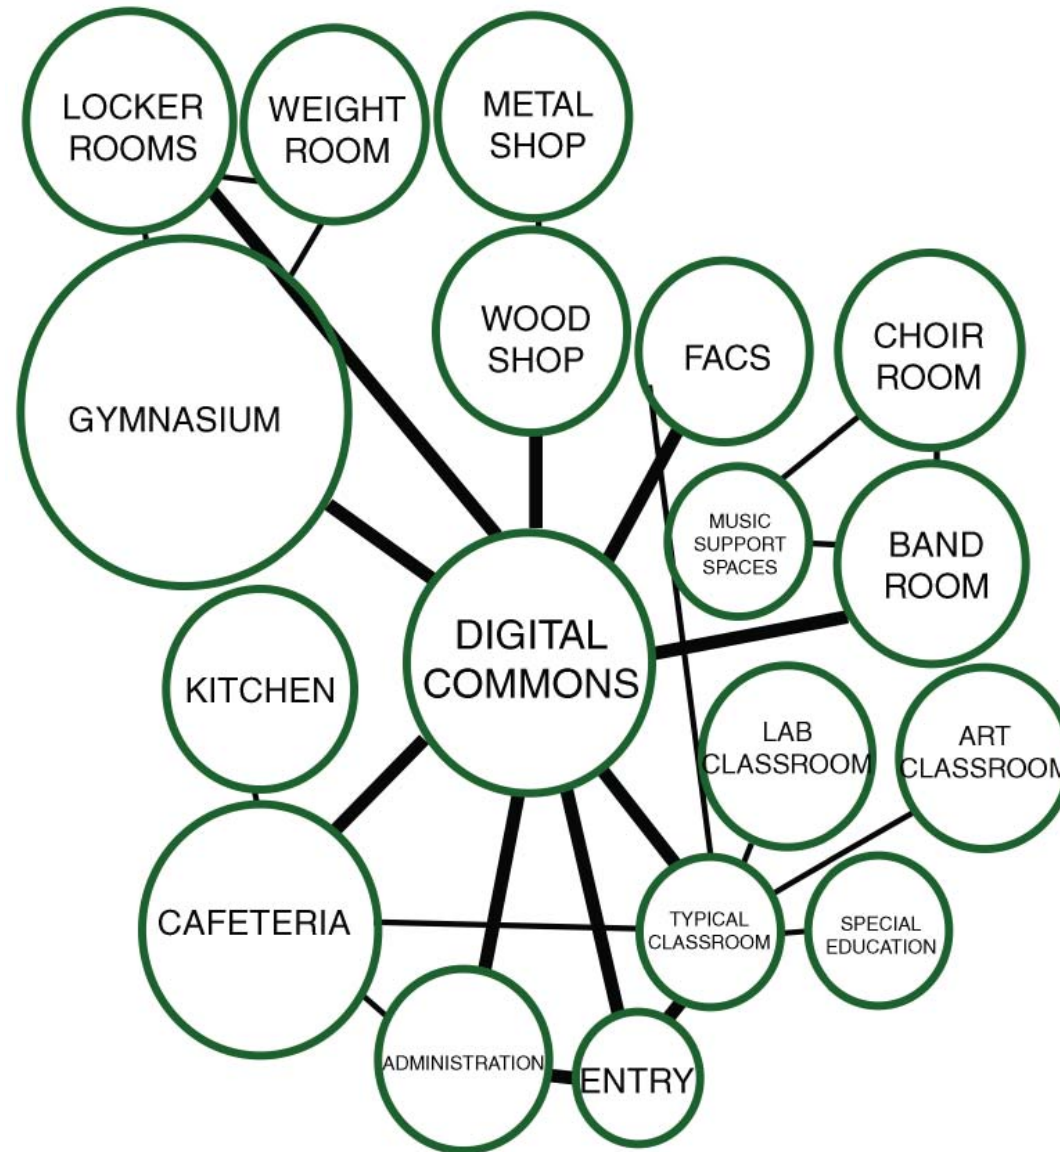 LOCKER
ROOMS
WEIGHT
ROOM
METAL
SHOP
WOOD
SHOP
FACS
CHOIR
ROOM
GYMNASIUM
MUSIC
SUPPORT
SPACES
BAND
ROOM
DIGITAL
COMMONS
KITCHEN
LAB
CLASSROOM
ART
CLASSROOM
CAFETERIA
TYPICAL
CLASSROOM
SPECIAL
EDUCATION
ADMINISTRATION
ENTRY